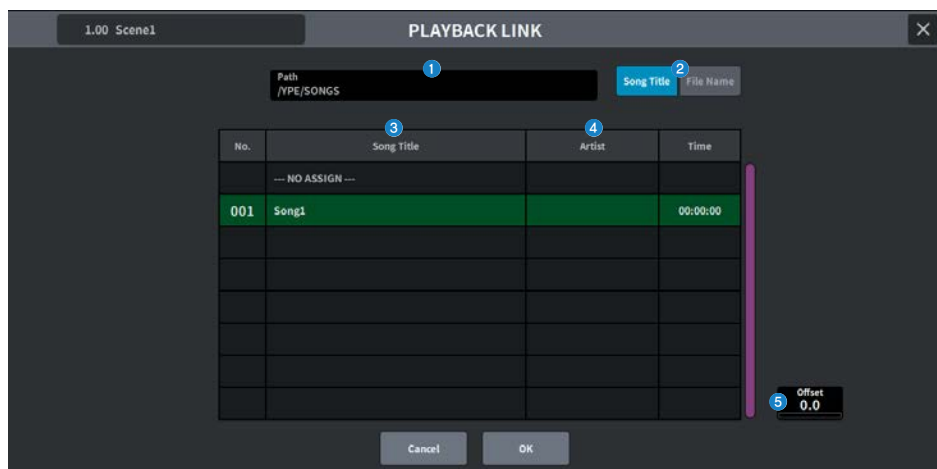 1.00 Scene1
PLAYBACK LINK
×
1
2
Path
/YPE/SONGS
Song Title
File Name
3
4
No.
Song Title
Artist
Time
--- NO ASSIGN ---
001
Song1
00:00:00
Offset
5
0.0
Cancel
OK